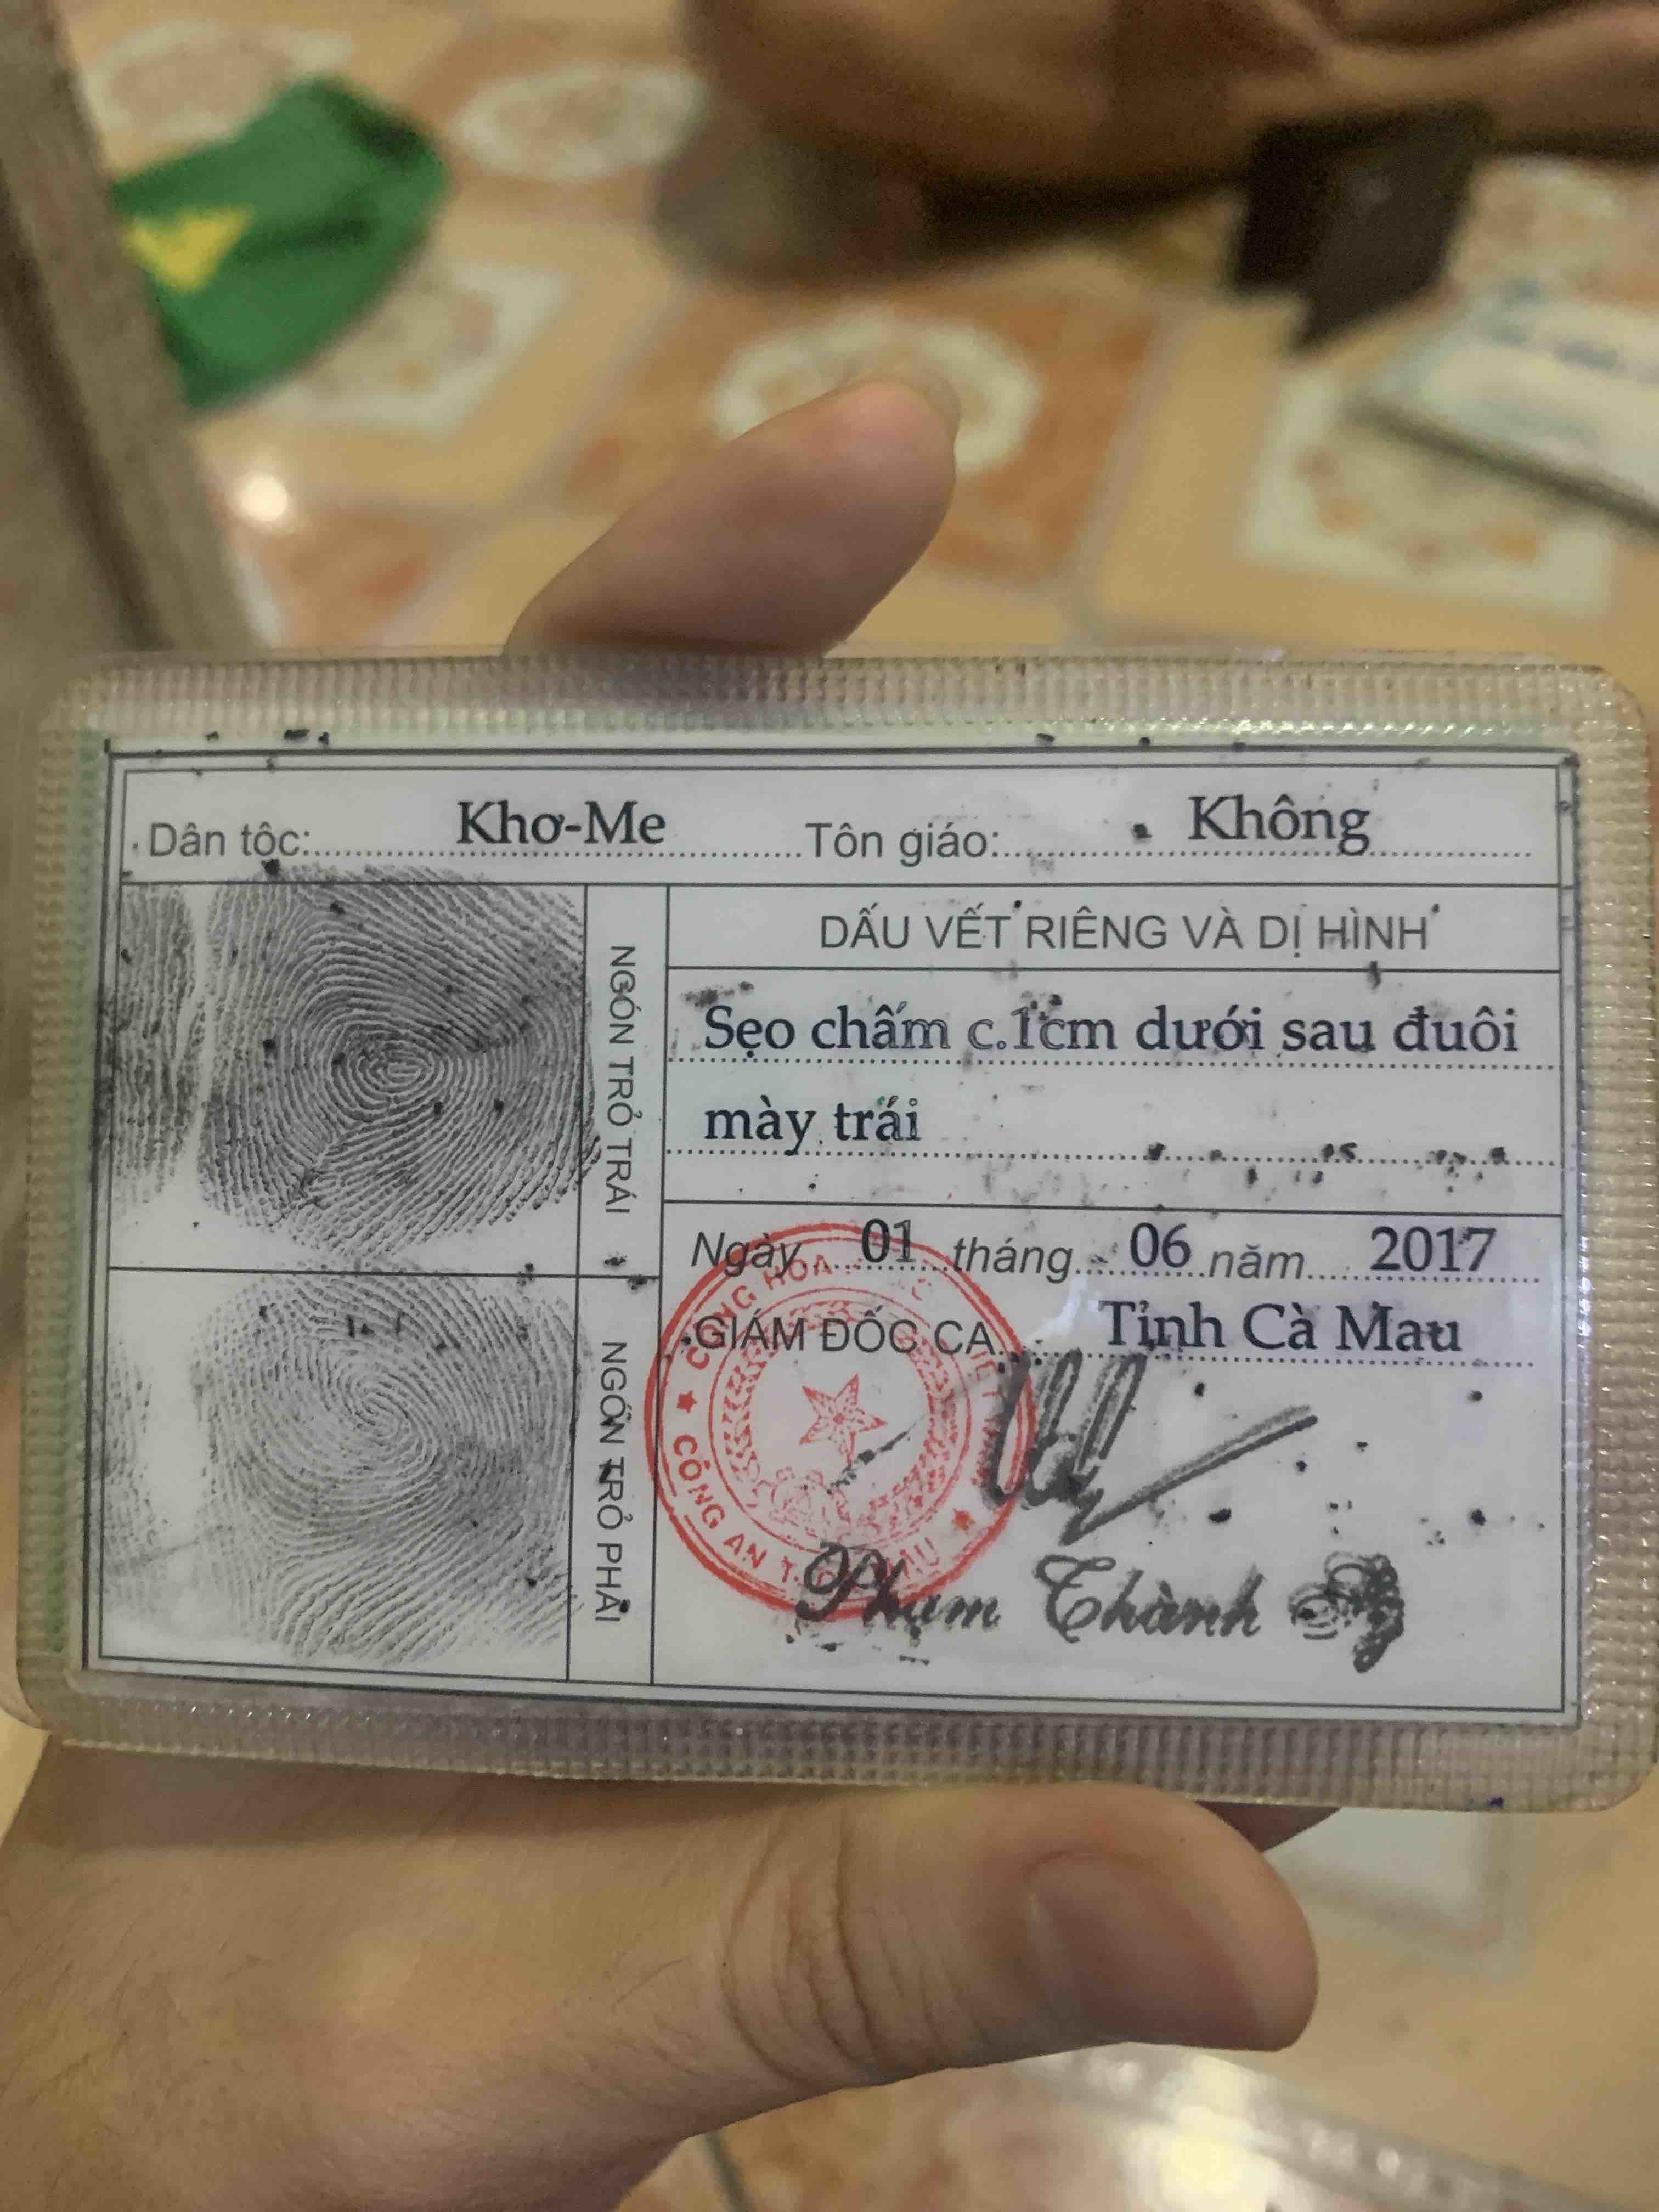 Dân tộc: Khơ-Me Tôn giáo: Không
NGÓN TRỎ TRÁI
NGÓN TRỎ PHẢI
DẤU VẾT RIÊNG VÀ DỊ HÌNH
Sẹo chấm c.1cm dưới sau đuôi
mày trái
Ngày 01 tháng 06 năm 2017
GIÁM ĐỐC CA Tỉnh Cà Mau
CỘNG HÒA
CÔNG AN
Phạm Thành